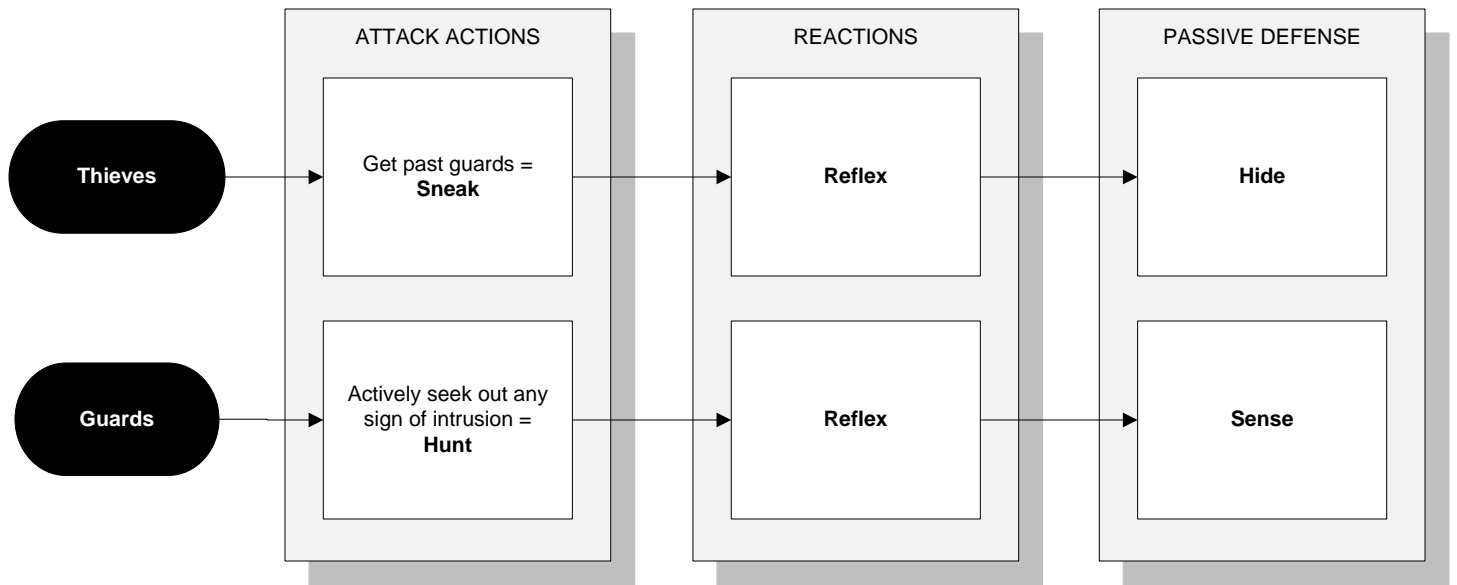 ATTACK ACTIONS
REACTIONS
PASSIVE DEFENSE
Thieves
Get past guards =
Sneak
Reflex
Hide
Guards
Actively seek out any
sign of intrusion =
Hunt
Reflex
Sense